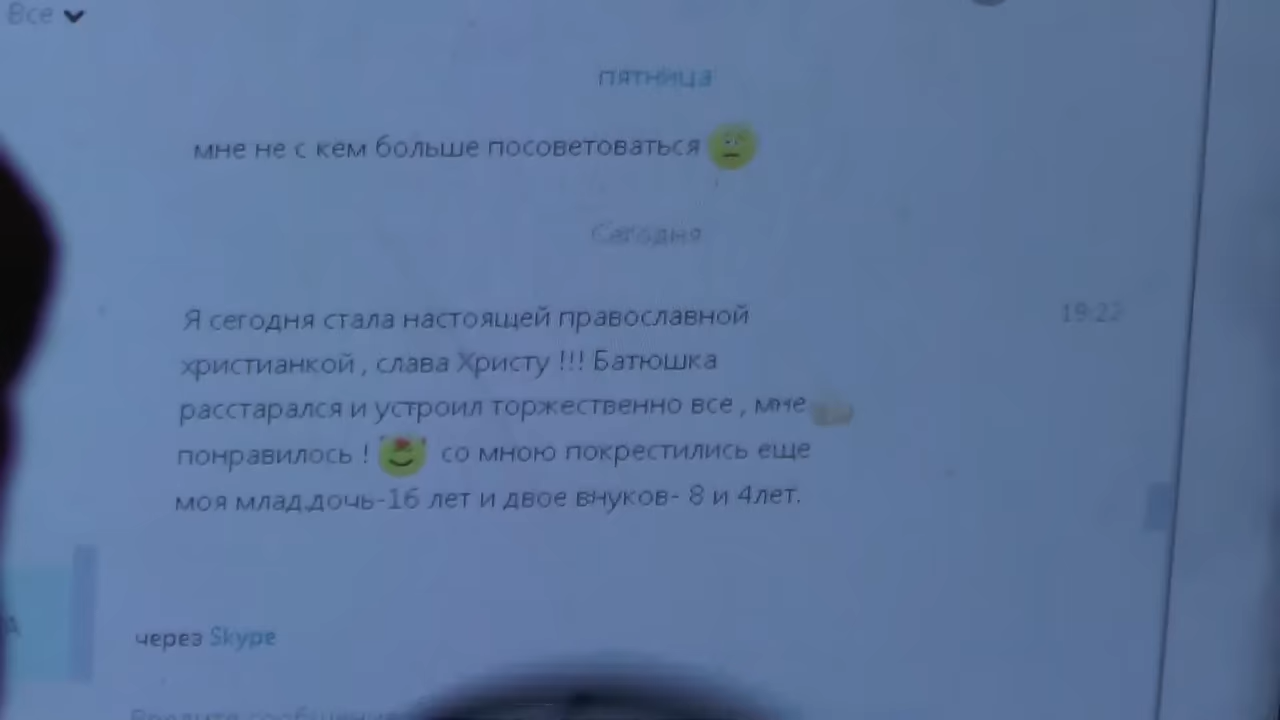 Все
пятница
мне не с кем больше посоветоваться
Сегодня
Я сегодня стала настоящей православной
19:22
христианкой , слава Христу !!! Батюшка
расстарался и устроил торжественно все , мне
понравилось ! со мною покрестились еще
моя млад.дочь-16 лет и двое внуков- 8 и 4лет.
через Skype
Введите сообщение